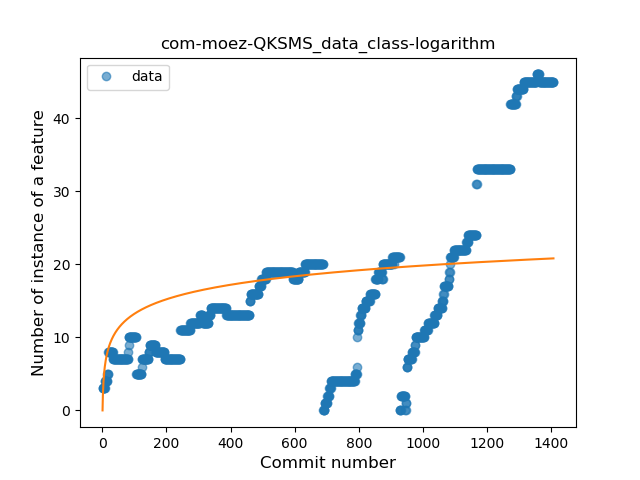 com-moez-QKSMS_data_class-logarithm
data
Number of instance of a feature
40
30
20
10
0
0 200 400 600 800 1000 1200 1400
Commit number